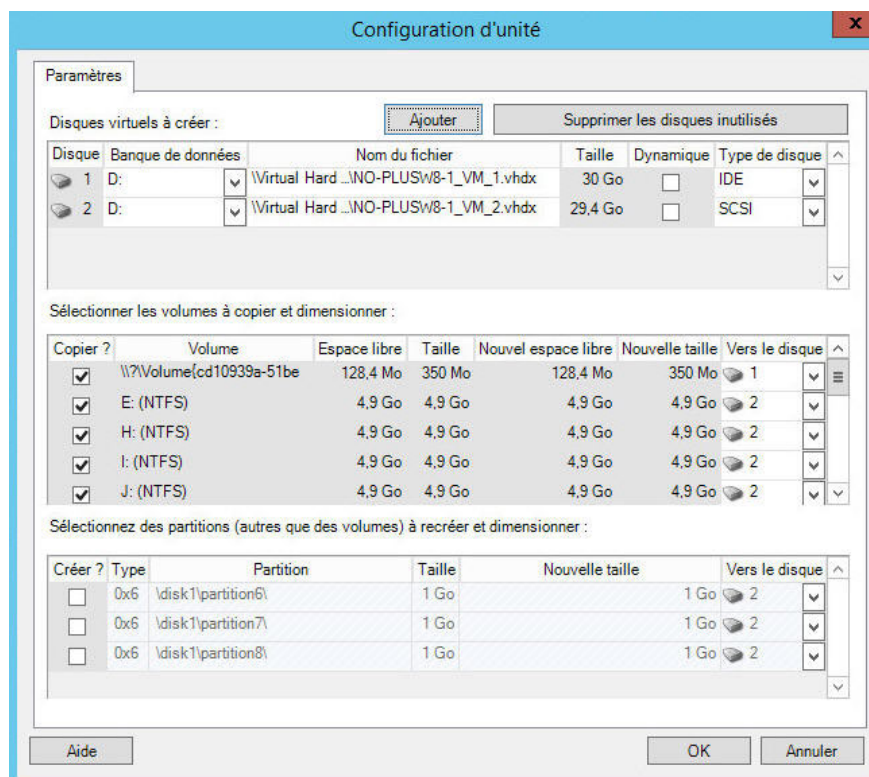 Configuration d'unité
x
Paramètres
Disques virtuels à créer :
Ajouter
Supprimer les disques inutilisés
Disque Banque de données Nom du fichier Taille Dynamique Type de disque
1 D: \Virtual Hard ...\NO-PLUSW8-1_VM_1.vhdx 30 Go IDE
2 D: \Virtual Hard ...\NO-PLUSW8-1_VM_2.vhdx 29,4 Go SCSI
Sélectionner les volumes à copier et dimensionner :
Copier ? Volume Espace libre Taille Nouvel espace libre Nouvelle taille Vers le disque
\\?\Volume{cd10939a-51be 128,4 Mo 350 Mo 128,4 Mo 350 Mo 1
E: (NTFS) 4,9 Go 4,9 Go 4,9 Go 4,9 Go 2
H: (NTFS) 4,9 Go 4,9 Go 4,9 Go 4,9 Go 2
I: (NTFS) 4,9 Go 4,9 Go 4,9 Go 4,9 Go 2
J: (NTFS) 4,9 Go 4,9 Go 4,9 Go 4,9 Go 2
Sélectionnez des partitions (autres que des volumes) à recréer et dimensionner :
Créer ? Type Partition Taille Nouvelle taille Vers le disque
0x6 \disk1\partition6\ 1 Go 1 Go 2
0x6 \disk1\partition7\ 1 Go 1 Go 2
0x6 \disk1\partition8\ 1 Go 1 Go 2
Aide
OK
Annuler